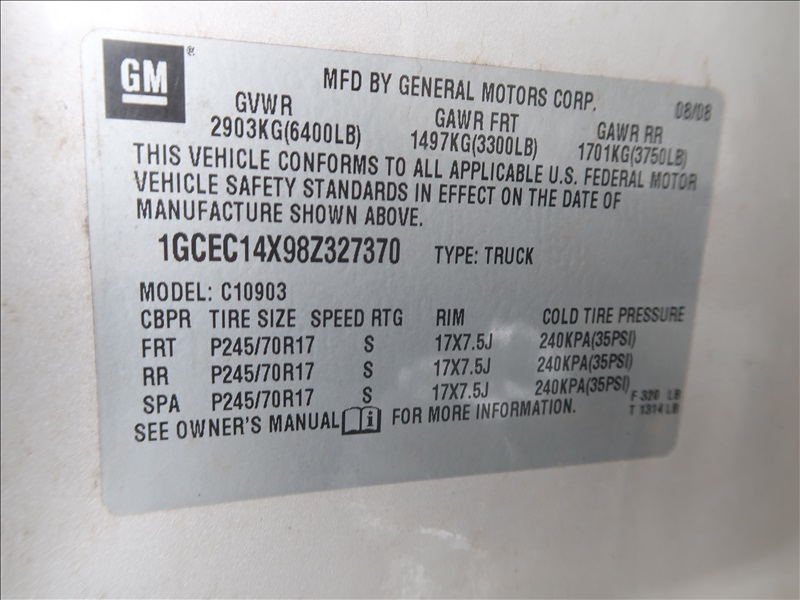 GM ®
MFD BY GENERAL MOTORS CORP. 08/08
GVWR GAWR FRT GAWR RR
2903KG(6400LB) 1497KG(3300LB) 1701KG(3750LB)
THIS VEHICLE CONFORMS TO ALL APPLICABLE U.S. FEDERAL MOTOR
VEHICLE SAFETY STANDARDS IN EFFECT ON THE DATE OF
MANUFACTURE SHOWN ABOVE.
1GCEC14X98Z327370 TYPE: TRUCK
MODEL: C10903
CBPR TIRE SIZE SPEED RTG RIM COLD TIRE PRESSURE
FRT P245/70R17 S 17X7.5J 240KPA(35PSI)
RR P245/70R17 S 17X7.5J 240KPA(35PSI)
SPA P245/70R17 S 17X7.5J 240KPA(35PSI)
F 320 LB
T 1314LB
SEE OWNER'S MANUAL i FOR MORE INFORMATION.